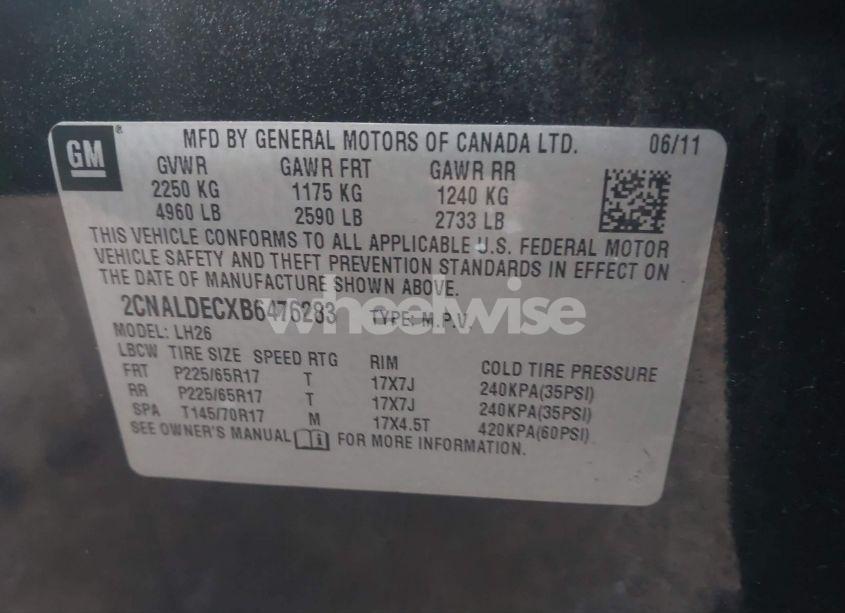 GM
MFD BY GENERAL MOTORS OF CANADA LTD. 06/11
GVWR GAWR FRT GAWR RR
2250 KG 1175 KG 1240 KG
4960 LB 2590 LB 2733 LB
THIS VEHICLE CONFORMS TO ALL APPLICABLE U.S. FEDERAL MOTOR
VEHICLE SAFETY AND THEFT PREVENTION STANDARDS IN EFFECT ON
THE DATE OF MANUFACTURE SHOWN ABOVE.
2CNALDECXB6476283 TYPE: M.P.V.
wheelwise
MODEL: LH26
LBCW TIRE SIZE SPEED RTG RIM COLD TIRE PRESSURE
FRT P225/65R17 T 17X7J 240KPA(35PSI)
RR P225/65R17 T 17X7J 240KPA(35PSI)
SPA T145/70R17 M 17X4.5T 420KPA(60PSI)
SEE OWNER'S MANUAL FOR MORE INFORMATION.